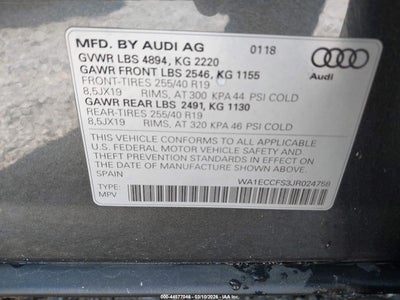 MFD. BY AUDI AG 0118
GVWR LBS 4894, KG 2220
GAWR FRONT LBS 2546, KG 1155
FRONT-TIRES 255/40 R19
8,5JX19 RIMS, AT 300 KPA 44 PSI COLD
GAWR REAR LBS 2491, KG 1130
REAR-TIRES 255/40 R19
8,5JX19 RIMS, AT 320 KPA 46 PSI COLD
Audi
THIS VEHICLE CONFORMS TO ALL APPLICABLE
U.S. FEDERAL MOTOR VEHICLE SAFETY AND
THEFT PREVENTION STANDARDS IN EFFECT ON THE
DATE OF MANUFACTURE SHOWN ABOVE.
SPAIN
TYPE: WA1ECCFS3JR024758
MPV